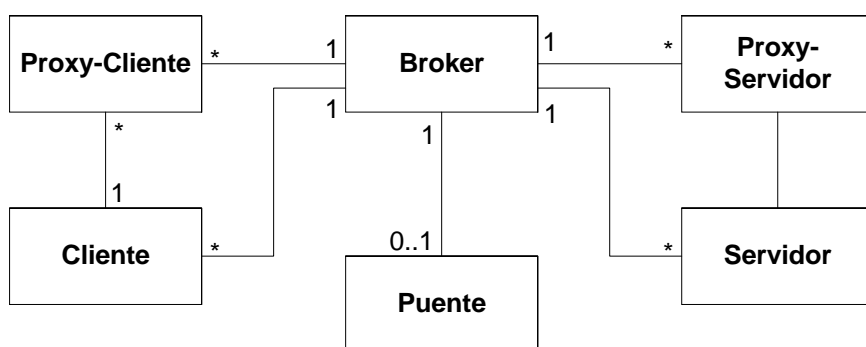 Proxy-Cliente
*
1
Broker
1
*
Proxy-
Servidor
*
1
1
1
1
Cliente
*
0..1
Puente
*
Servidor